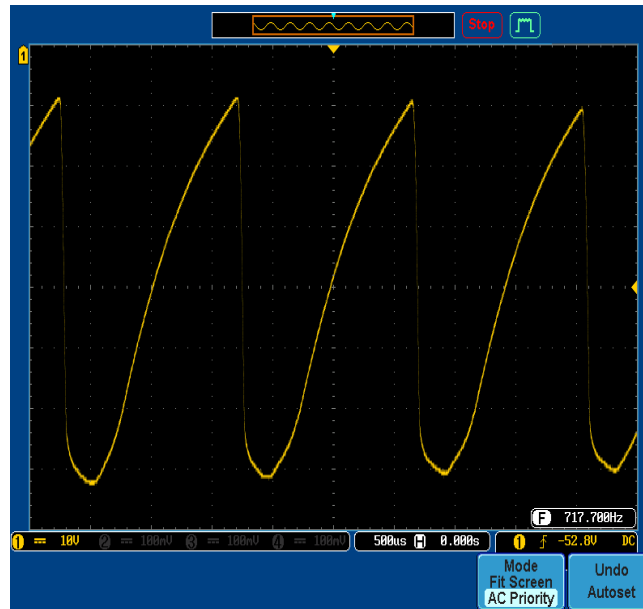 Stop
1
F 717.700Hz
1 10V 2 100mV 3 100mV 4 100mV 500us H 0.000s 1 -52.8V DC
Mode
Fit Screen
AC Priority
Undo
Autoset